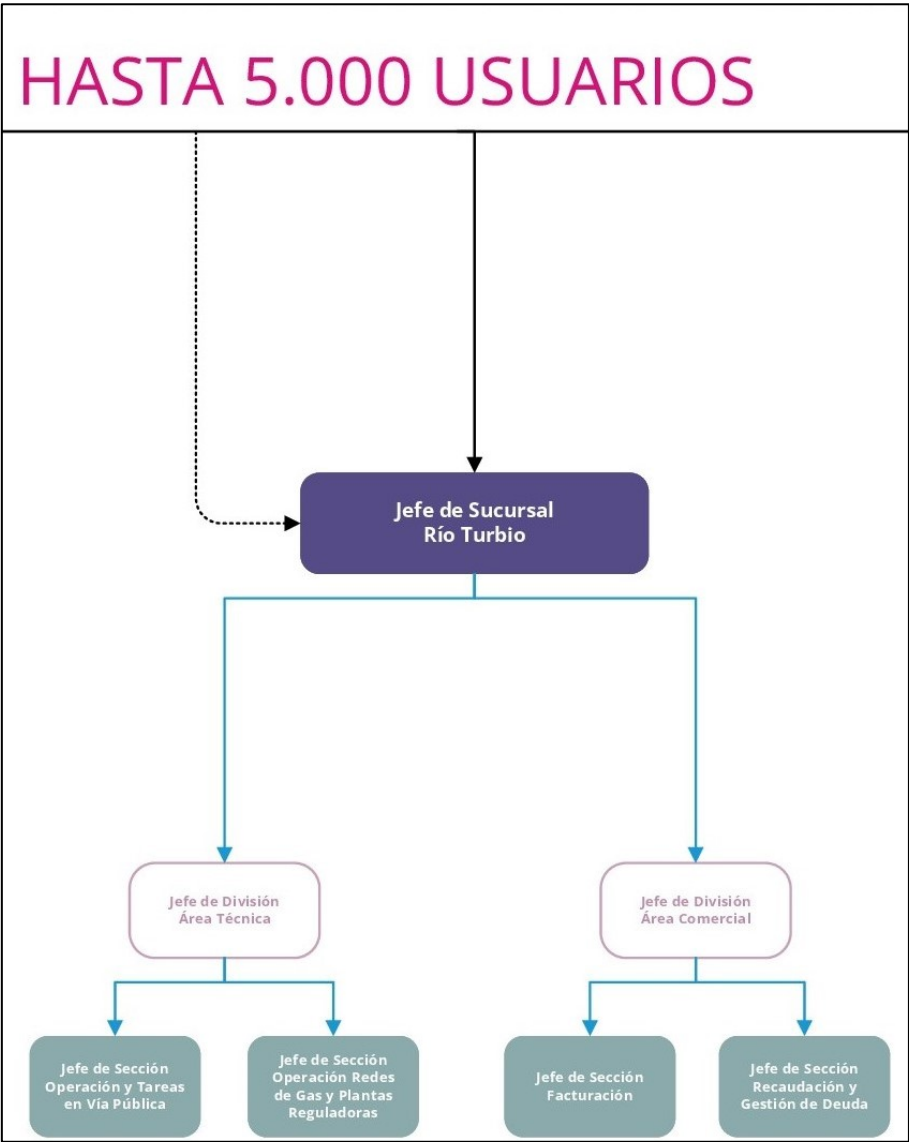 HASTA 5.000 USUARIOS
Jefe de Sucursal
Río Turbio
Jefe de División
Área Técnica
Jefe de División
Área Comercial
Jefe de Sección
Operación y Tareas
en Vía Pública
Jefe de Sección
Operación Redes
de Gas y Plantas
Reguladoras
Jefe de Sección
Facturación
Jefe de Sección
Recaudación y
Gestión de Deuda